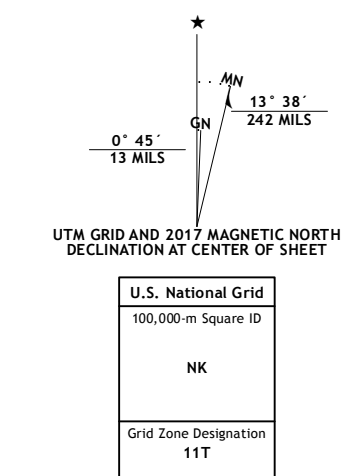 ★
MN
13° 38´
242 MILS
GN
0° 45´
13 MILS
UTM GRID AND 2017 MAGNETIC NORTH
DECLINATION AT CENTER OF SHEET
U.S. National Grid
100,000-m Square ID
NK
Grid Zone Designation
11T